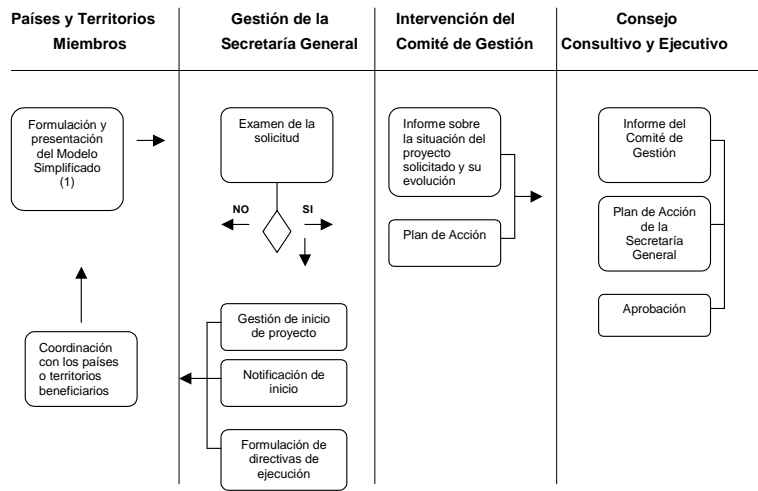 Países y Territorios
Miembros
Gestión de la
Secretaría General
Intervención del
Comité de Gestión
Consejo
Consultivo y Ejecutivo
Formulación y
presentación
del Modelo
Simplificado
(1)
Coordinación
con los países
o territorios
beneficiarios
Examen de la
solicitud
NO
SI
Gestión de inicio
de proyecto
Notificación de
inicio
Formulación de
directivas de
ejecución
Informe sobre
la situación del
proyecto
solicitado y su
evolución
Plan de Acción
Informe del
Comité de
Gestión
Plan de Acción
de la
Secretaría
General
Aprobación